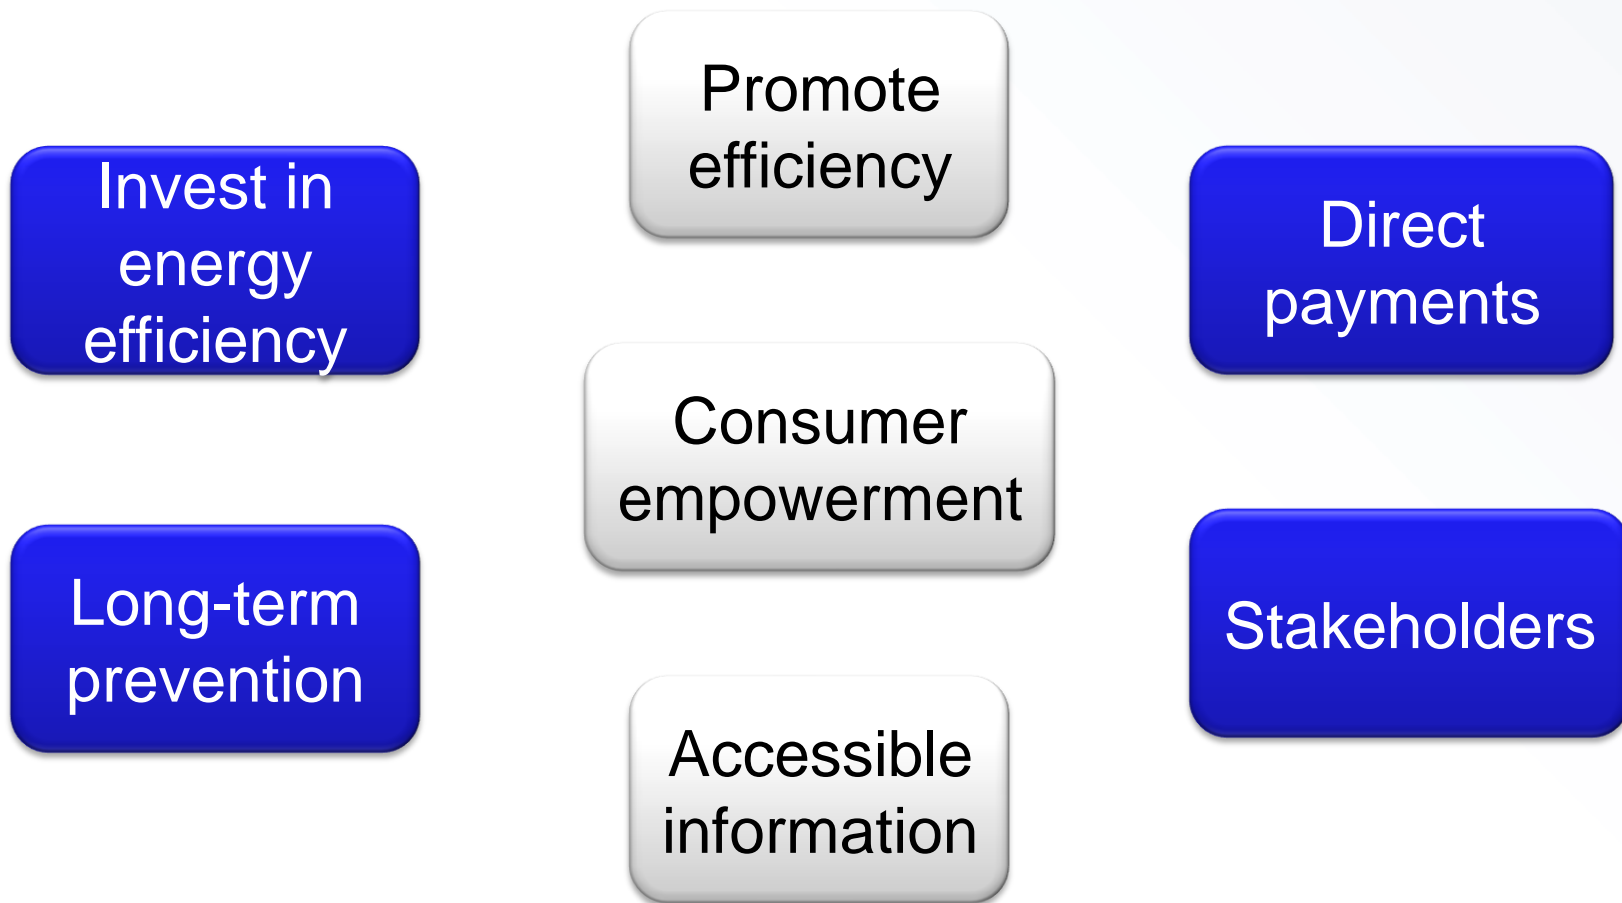 Promote
efficiency
Invest in
energy
efficiency
Direct
payments
Consumer
empowerment
Long-term
prevention
Stakeholders
Accessible
information